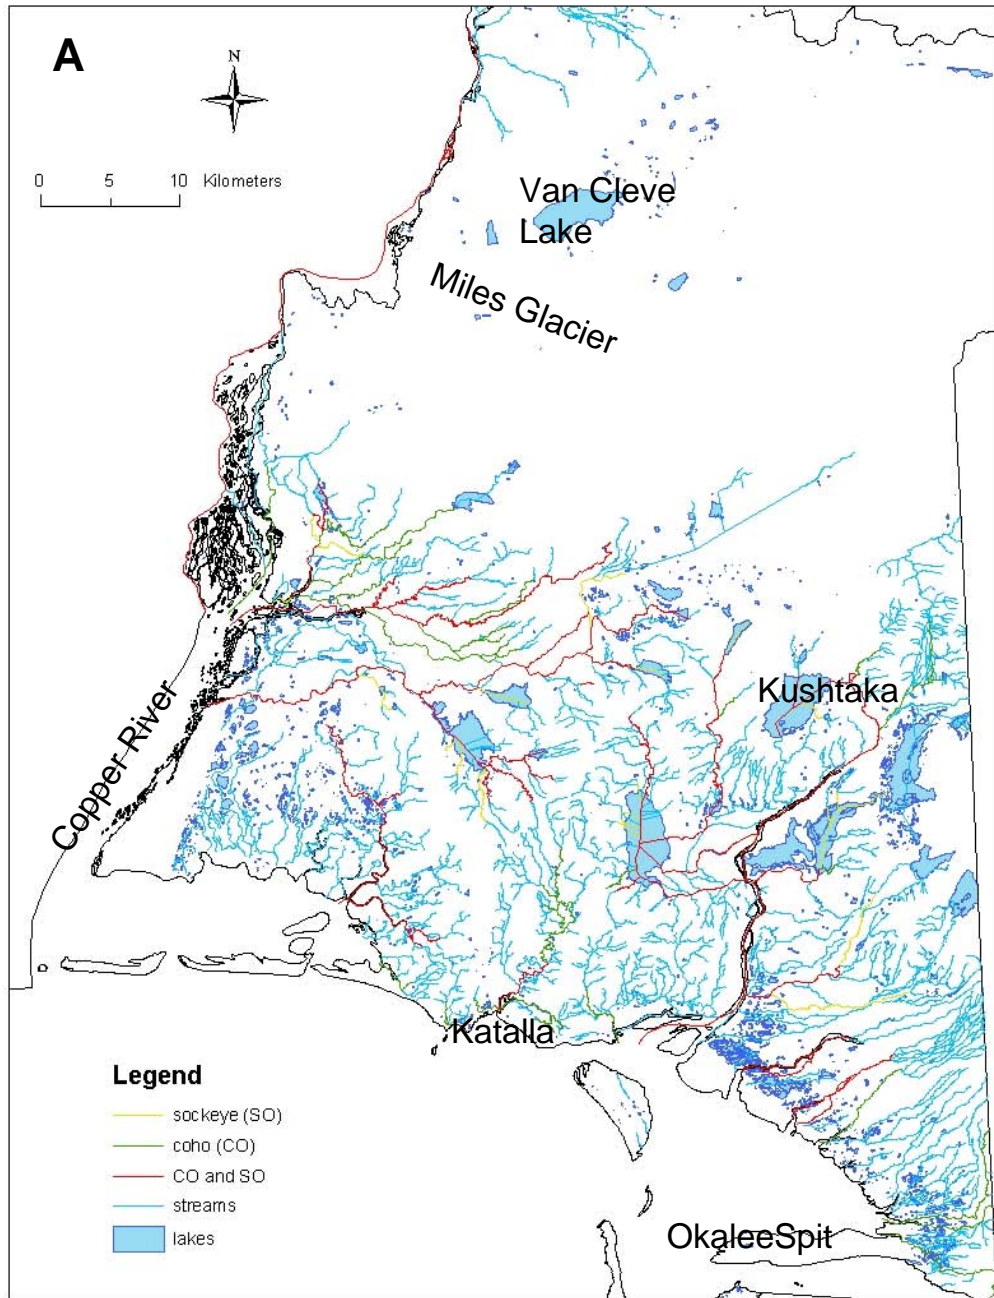 A
N
0 5 10 Kilometers
Van Cleve
Lake
Miles Glacier
Kushtaka
Copper River
Katalla
OkaleeSpit
Legend
sockeye (SO)
coho (CO)
CO and SO
streams
lakes